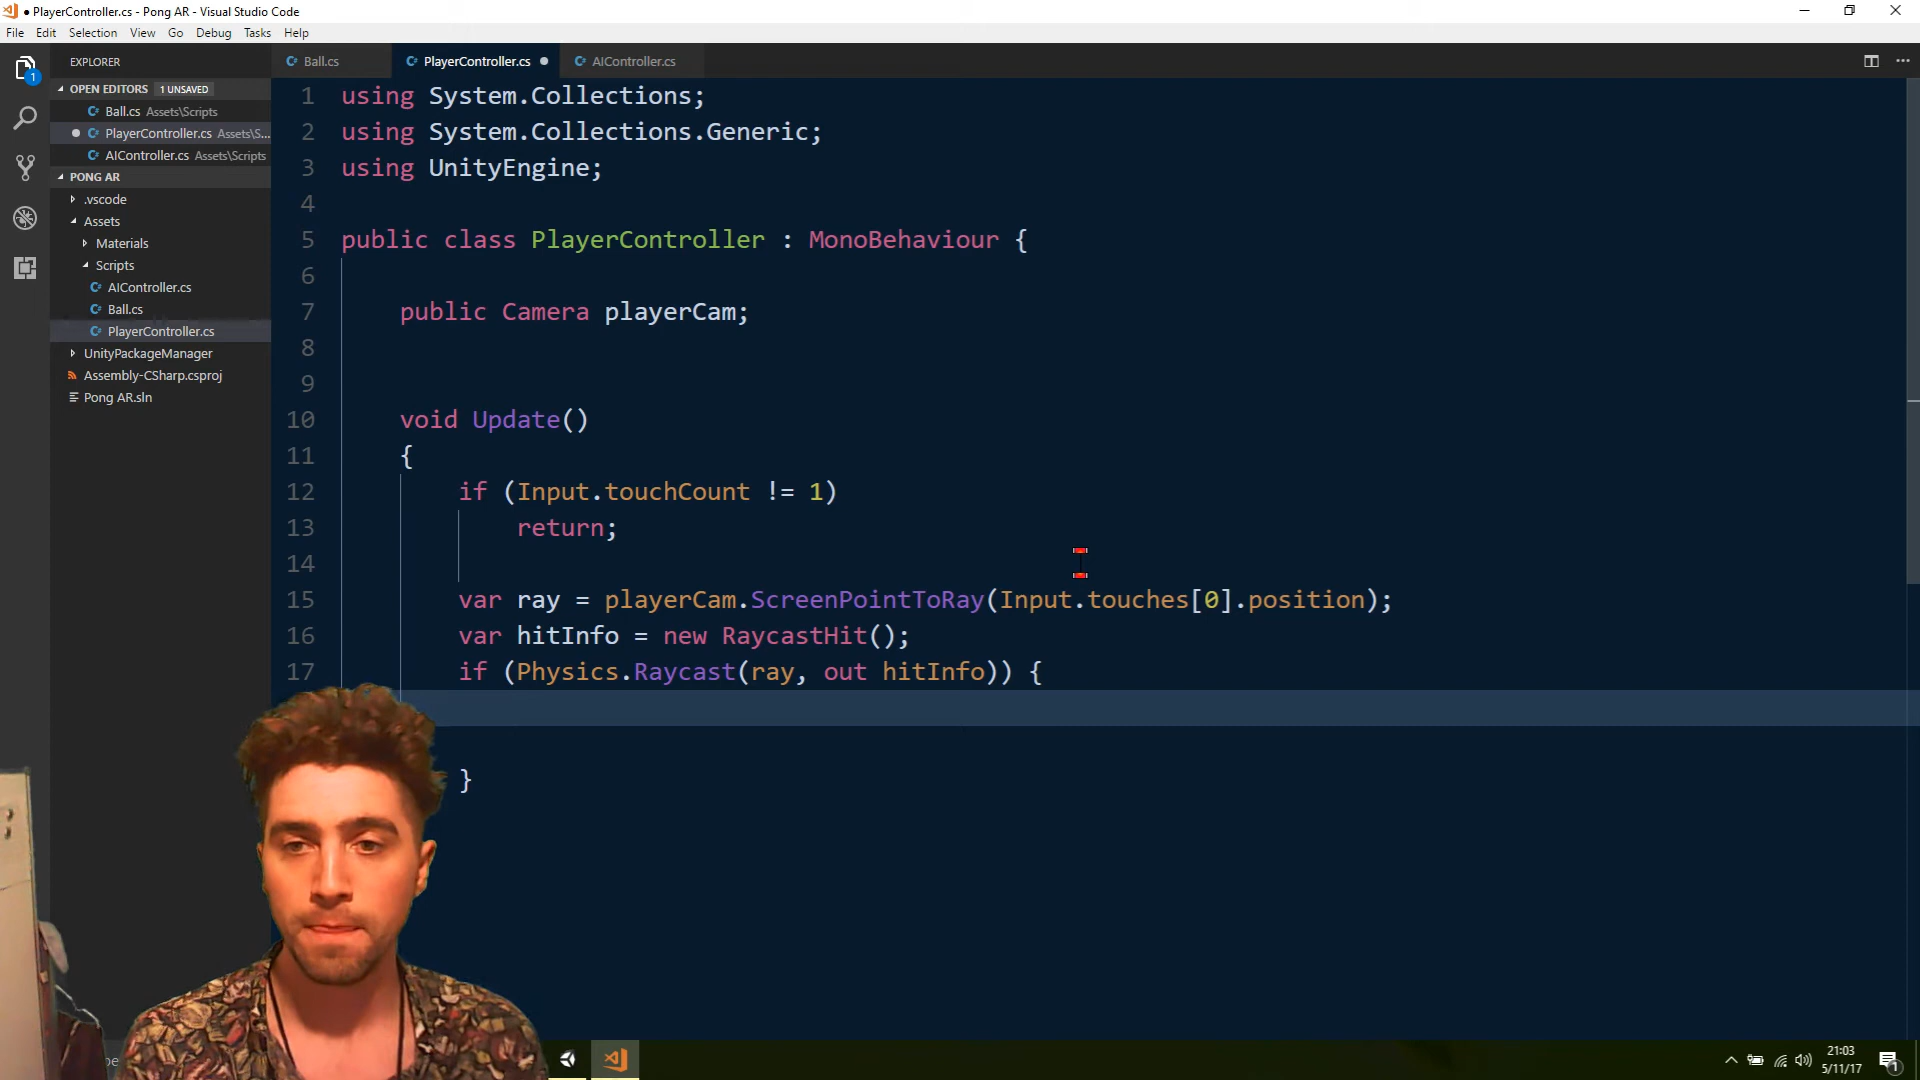 PlayerController.cs - Pong AR - Visual Studio Code
File Edit Selection View Go Debug Tasks Help
EXPLORER
Ball.cs
PlayerController.cs
AIController.cs
OPEN EDITORS 1 UNSAVED
Ball.cs Assets\Scripts
PlayerController.cs Assets\S...
AIController.cs Assets\Scripts
PONG AR
.vscode
Assets
Materials
Scripts
AIController.cs
Ball.cs
PlayerController.cs
UnityPackageManager
Assembly-CSharp.csproj
Pong AR.sln
1 using System.Collections;
2 using System.Collections.Generic;
3 using UnityEngine;
4
5 public class PlayerController : MonoBehaviour {
6
7 public Camera playerCam;
8
9
10 void Update()
11 {
12 if (Input.touchCount != 1)
13 return;
14
15 var ray = playerCam.ScreenPointToRay(Input.touches[0].position);
16 var hitInfo = new RaycastHit();
17 if (Physics.Raycast(ray, out hitInfo)) {
}
1
21:03
5/11/17
1